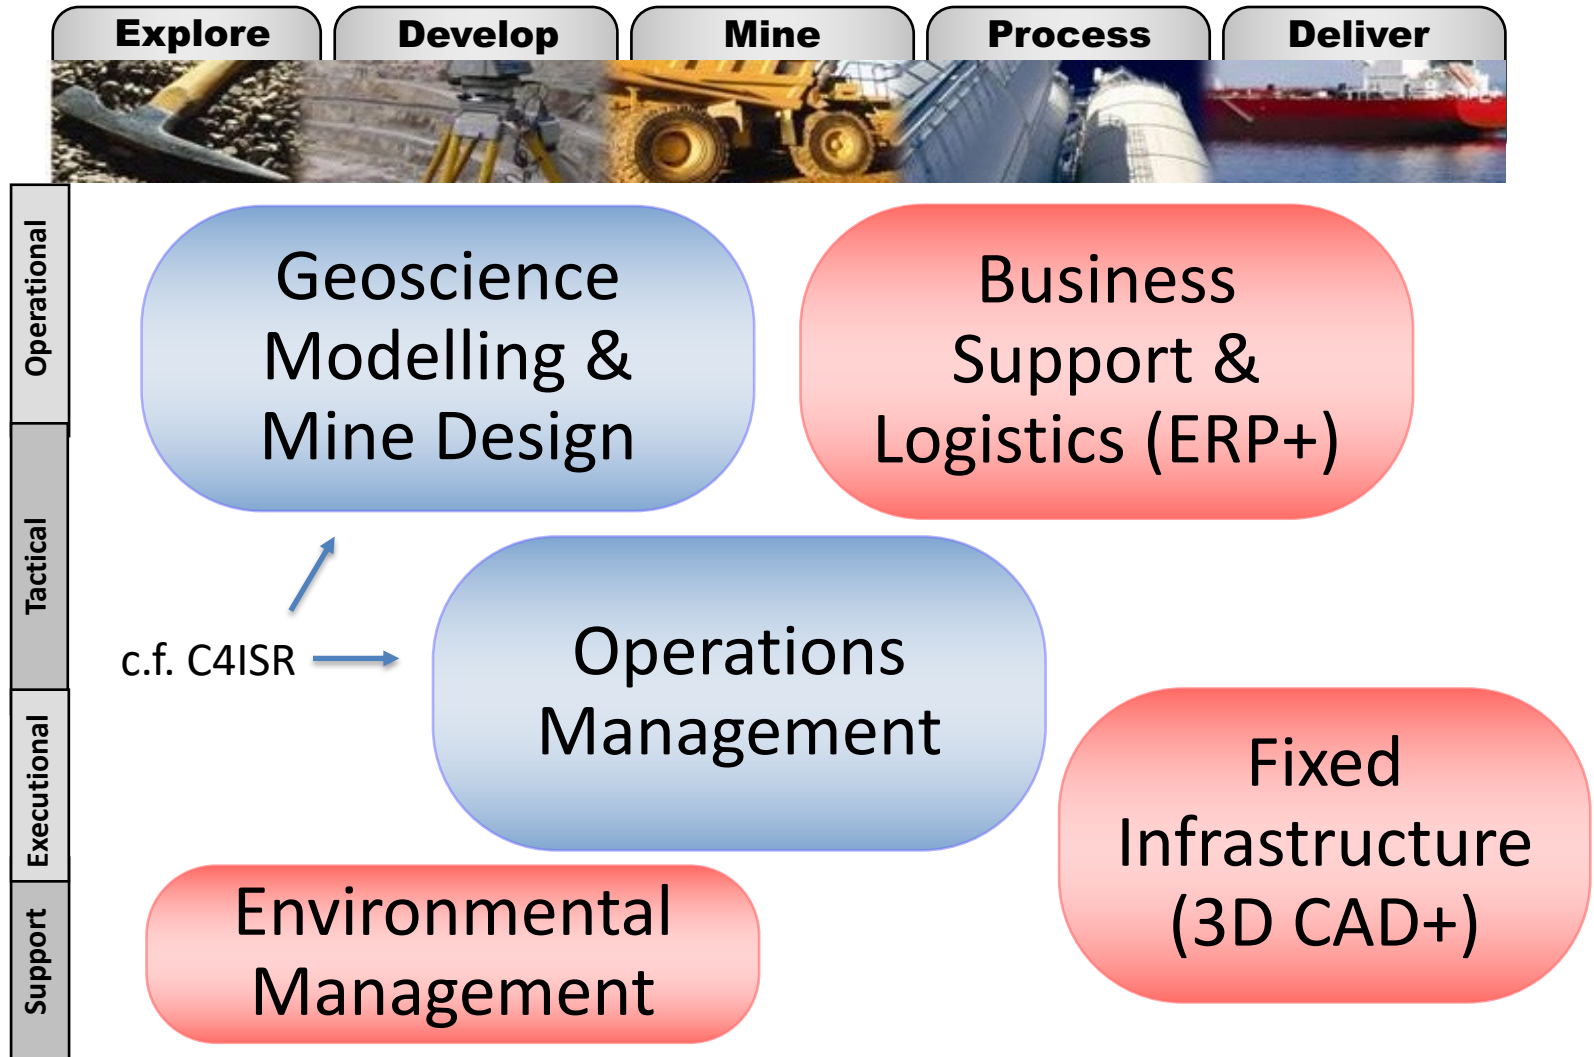 Explore
Develop
Mine
Process
Deliver
Operational
Tactical
Executional
Support
Geoscience
Modelling &
Mine Design
Business
Support &
Logistics (ERP+)
c.f. C4ISR
Operations
Management
Fixed
Infrastructure
(3D CAD+)
Environmental
Management